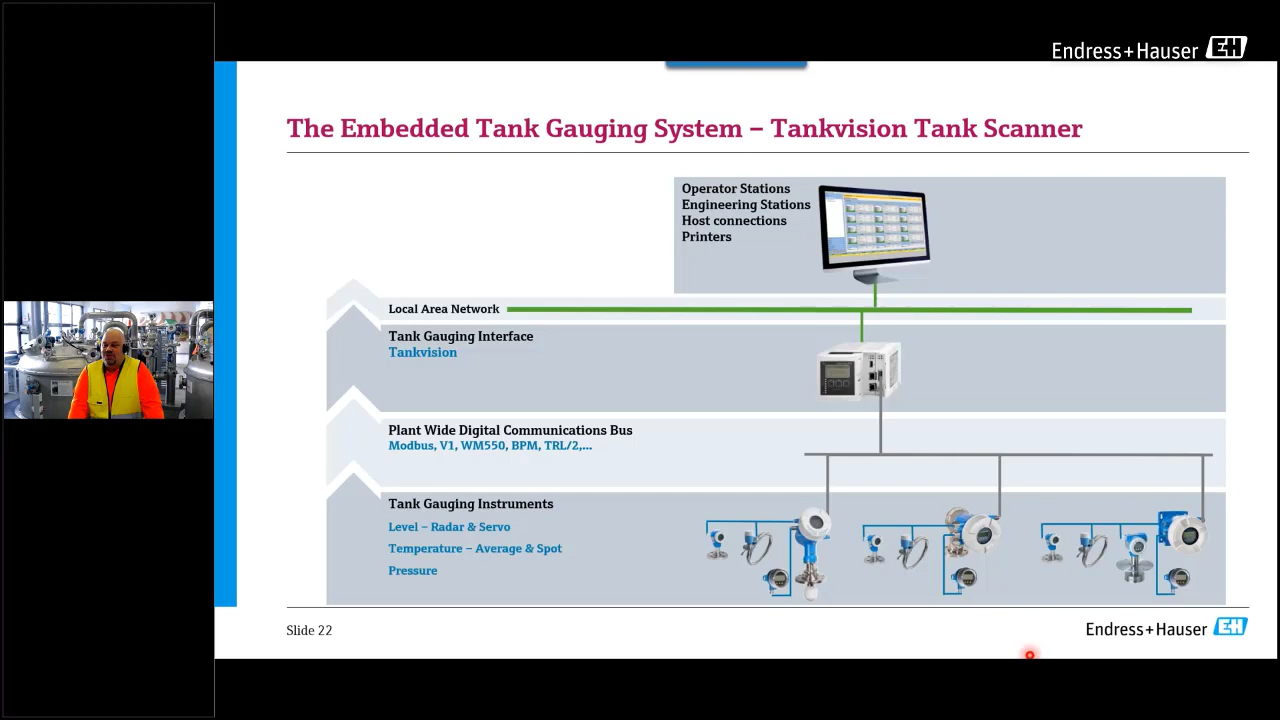 Endress+Hauser EH
The Embedded Tank Gauging System – Tankvision Tank Scanner
Operator Stations
Engineering Stations
Host connections
Printers
Local Area Network
Tank Gauging Interface
Tankvision
Plant Wide Digital Communications Bus
Modbus, V1, WM550, BPM, TRL/2,...
Tank Gauging Instruments
Level – Radar & Servo
Temperature – Average & Spot
Pressure
Slide 22
Endress+Hauser EH